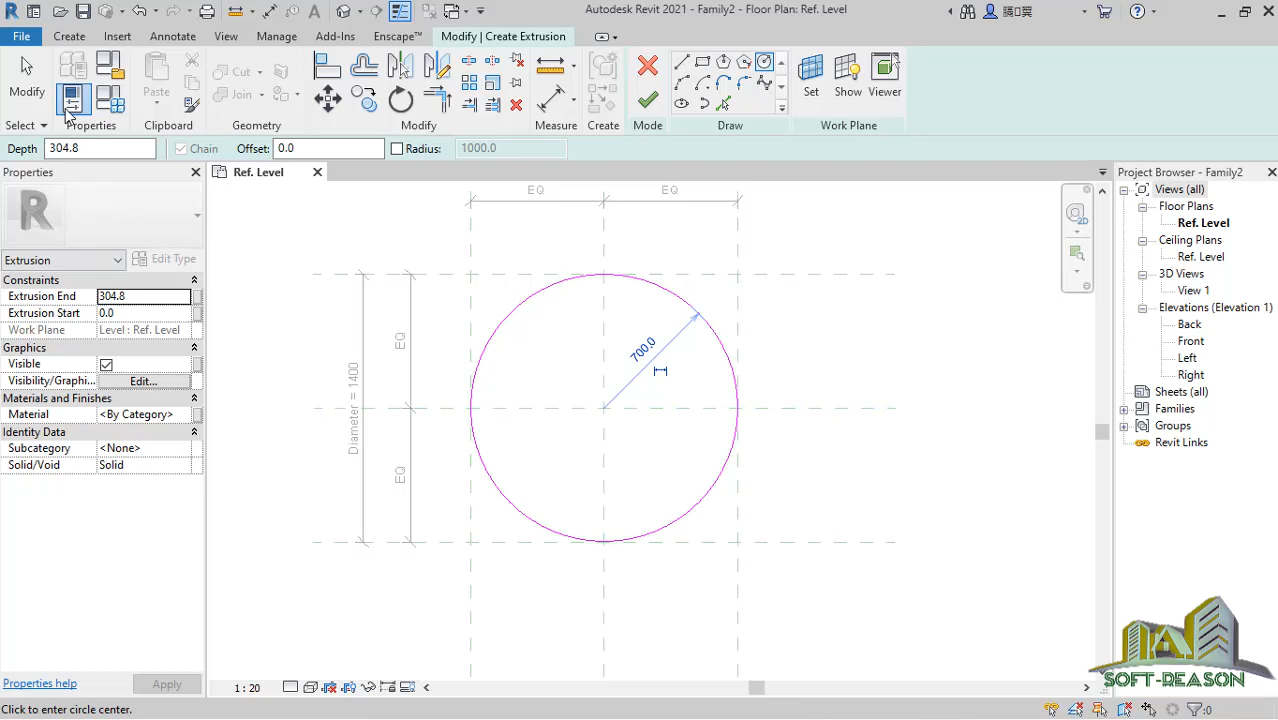 Autodesk Revit 2021 - Family2 - Floor Plan: Ref. Level
File Create Insert Annotate View Manage Add-Ins Enscape™ Modify | Create Extrusion
Modify Paste Cut Join Set Show Viewer
Select Properties Clipboard Geometry Modify Measure Create Mode Draw Work Plane
Depth 304.8 Chain Offset: 0.0 Radius: 1000.0
Properties
Ref. Level
Project Browser - Family2
EQ EQ
Views (all)
Floor Plans
Ref. Level
Ceiling Plans
Ref. Level
3D Views
View 1
Elevations (Elevation 1)
Back
Front
Left
Right
Sheets (all)
Families
Groups
Revit Links
Extrusion Edit Type
Constraints
Extrusion End 304.8
Extrusion Start 0.0
Work Plane Level : Ref. Level
Graphics
Visible
Visibility/Graphi... Edit...
Materials and Finishes
Material <By Category>
Identity Data
Subcategory <None>
Solid/Void Solid
2D
700.0
EQ
Diameter = 1400
EQ
Properties help Apply
1 : 20
SOFT-REASON
Click to enter circle center.
:0